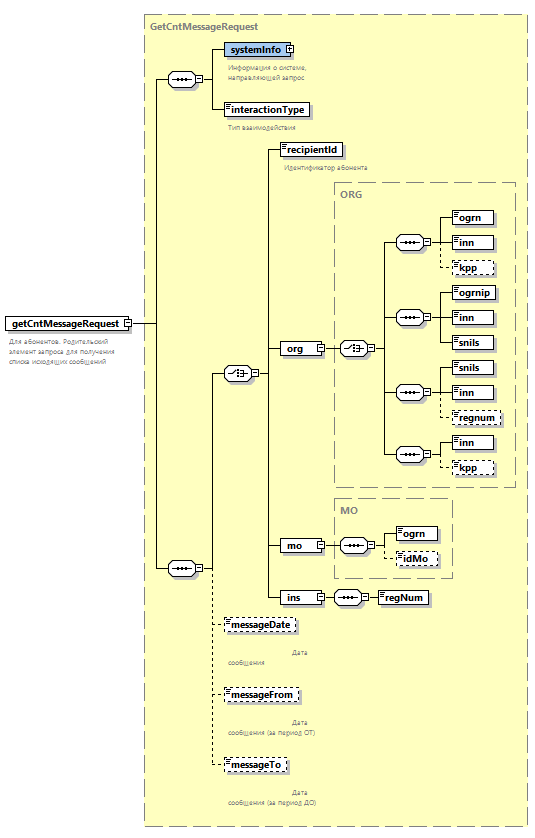 GetCntMessageRequest
systemInfo
Информация о системе,
направляющей запрос
interactionType
Тип взаимодействия
recipientId
Идентификатор абонента
ORG
ogrn
inn
kpp
ogrnip
inn
snils
getCntMessageRequest
Для абонентов. Родительский
элемент запроса для получения
списка исходящих сообщений
org
snils
inn
regnum
inn
kpp
MO
ogrn
mo
idMo
ins
regNum
messageDate
Дата
сообщения
messageFrom
Дата
сообщения (за период ОТ)
messageTo
Дата
сообщения (за период ДО)